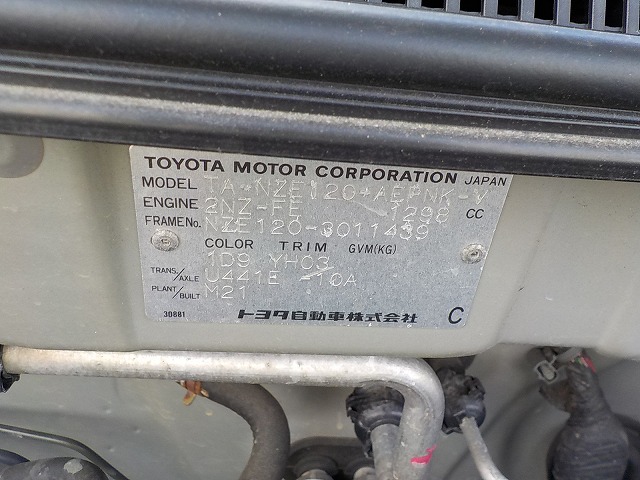 TOYOTA MOTOR CORPORATION JAPAN
MODEL TA-NZE120-AEPNK-V
ENGINE 2NZ-FE 1298 CC
FRAME No. NZE120-3011439
COLOR TRIM GVM(KG)
1D9 YH03
TRANS./AXLE U441E -10A
PLANT/BUILT M21
30881 トヨタ自動車株式会社 C